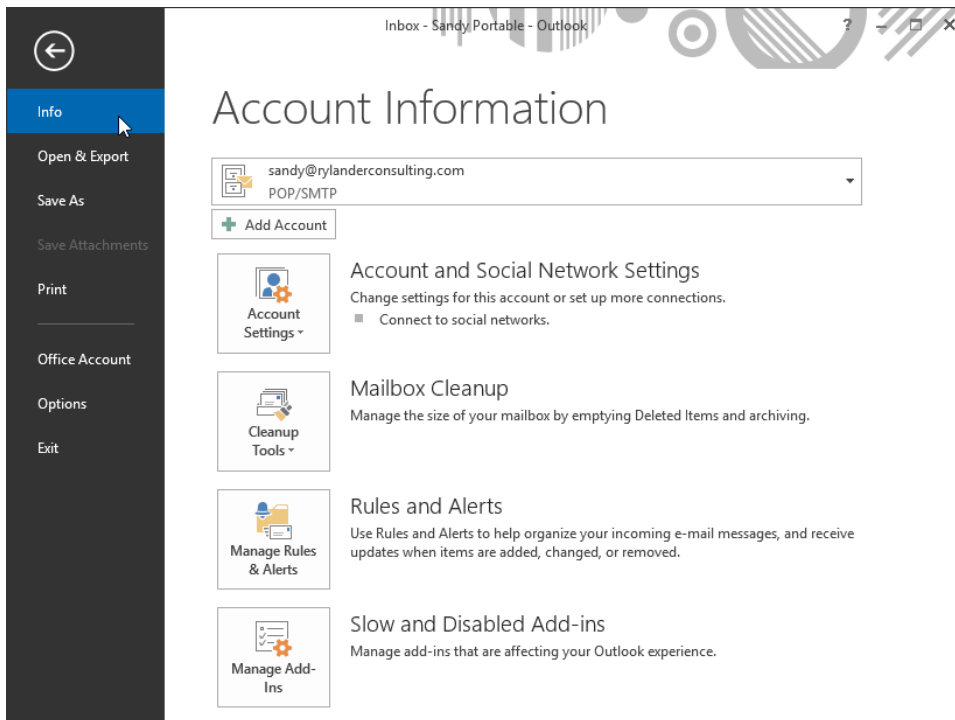 Inbox - Sandy Portable - Outlook
?
Info
Open & Export
Save As
Save Attachments
Print
Office Account
Options
Exit
Account Information
sandy@rylanderconsulting.com
POP/SMTP
Add Account
Account
Settings
Account and Social Network Settings
Change settings for this account or set up more connections.
Connect to social networks.
Cleanup
Tools
Mailbox Cleanup
Manage the size of your mailbox by emptying Deleted Items and archiving.
Manage Rules
& Alerts
Rules and Alerts
Use Rules and Alerts to help organize your incoming e-mail messages, and receive
updates when items are added, changed, or removed.
Manage Add-
Ins
Slow and Disabled Add-ins
Manage add-ins that are affecting your Outlook experience.